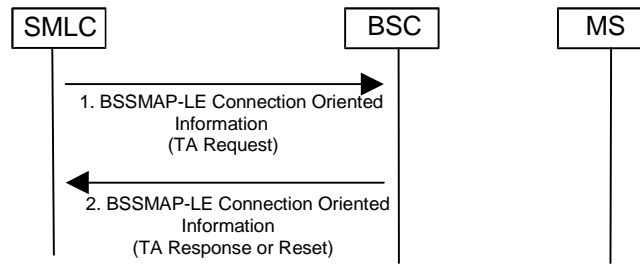 SMLC
BSC
MS
1. BSSMAP-LE Connection Oriented
Information
(TA Request)
2. BSSMAP-LE Connection Oriented
Information
(TA Response or Reset)